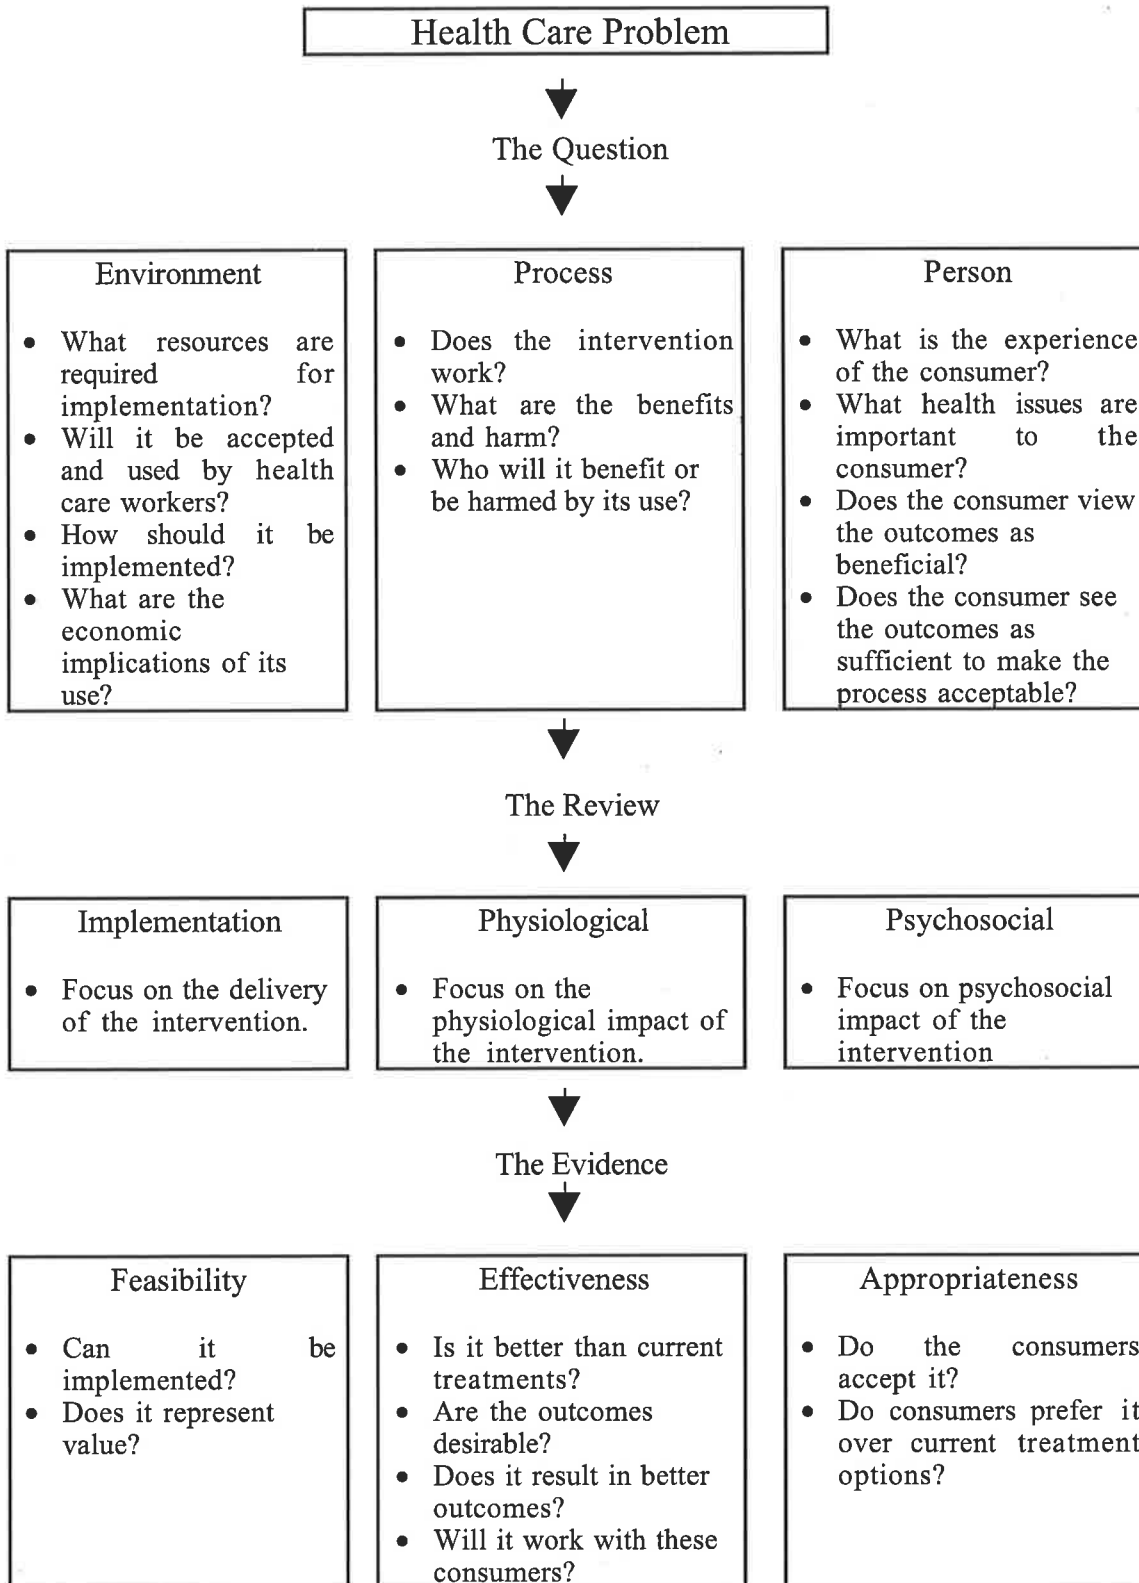 Health Care Problem
The Question
Environment
• What resources are
required for
implementation?
• Will it be accepted
and used by health
care workers?
• How should it be
implemented?
• What are the
economic
implications of its
use?
Process
• Does the intervention
work?
• What are the benefits
and harm?
• Who will it benefit or
be harmed by its use?
Person
• What is the experience
of the consumer?
• What health issues are
important to the
consumer?
• Does the consumer view
the outcomes as
beneficial?
• Does the consumer see
the outcomes as
sufficient to make the
process acceptable?
The Review
Implementation
• Focus on the delivery
of the intervention.
Physiological
• Focus on the
physiological impact of
the intervention.
Psychosocial
• Focus on psychosocial
impact of the
intervention
The Evidence
Feasibility
• Can it be
implemented?
• Does it represent
value?
Effectiveness
• Is it better than current
treatments?
• Are the outcomes
desirable?
• Does it result in better
outcomes?
• Will it work with these
consumers?
Appropriateness
• Do the consumers
accept it?
• Do consumers prefer it
over current treatment
options?